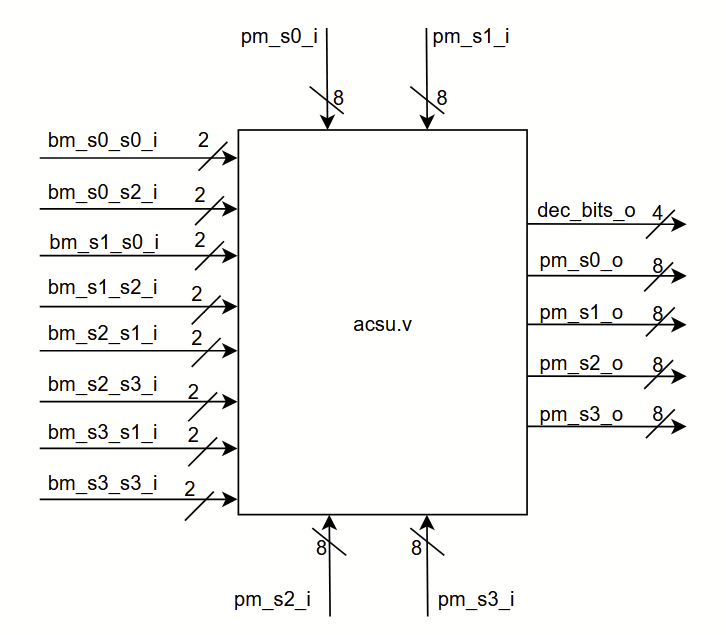 pm_s0_i
pm_s1_i
8
8
bm_s0_s0_i
2
bm_s0_s2_i
2
bm_s1_s0_i
2
bm_s1_s2_i
2
bm_s2_s1_i
2
bm_s2_s3_i
2
bm_s3_s1_i
2
bm_s3_s3_i
2
acsu.v
dec_bits_o
4
pm_s0_o
8
pm_s1_o
8
pm_s2_o
8
pm_s3_o
8
8
8
pm_s2_i
pm_s3_i